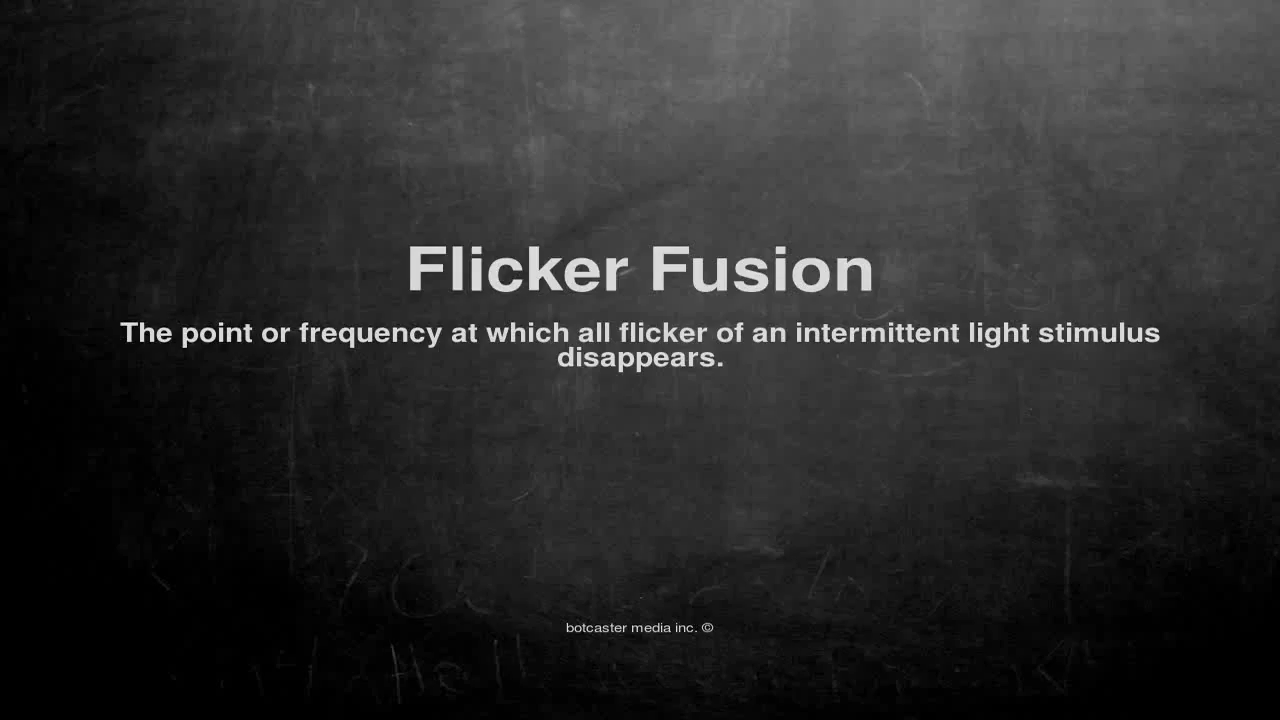 Flicker Fusion
The point or frequency at which all flicker of an intermittent light stimulus
disappears.
botcaster media inc. ©